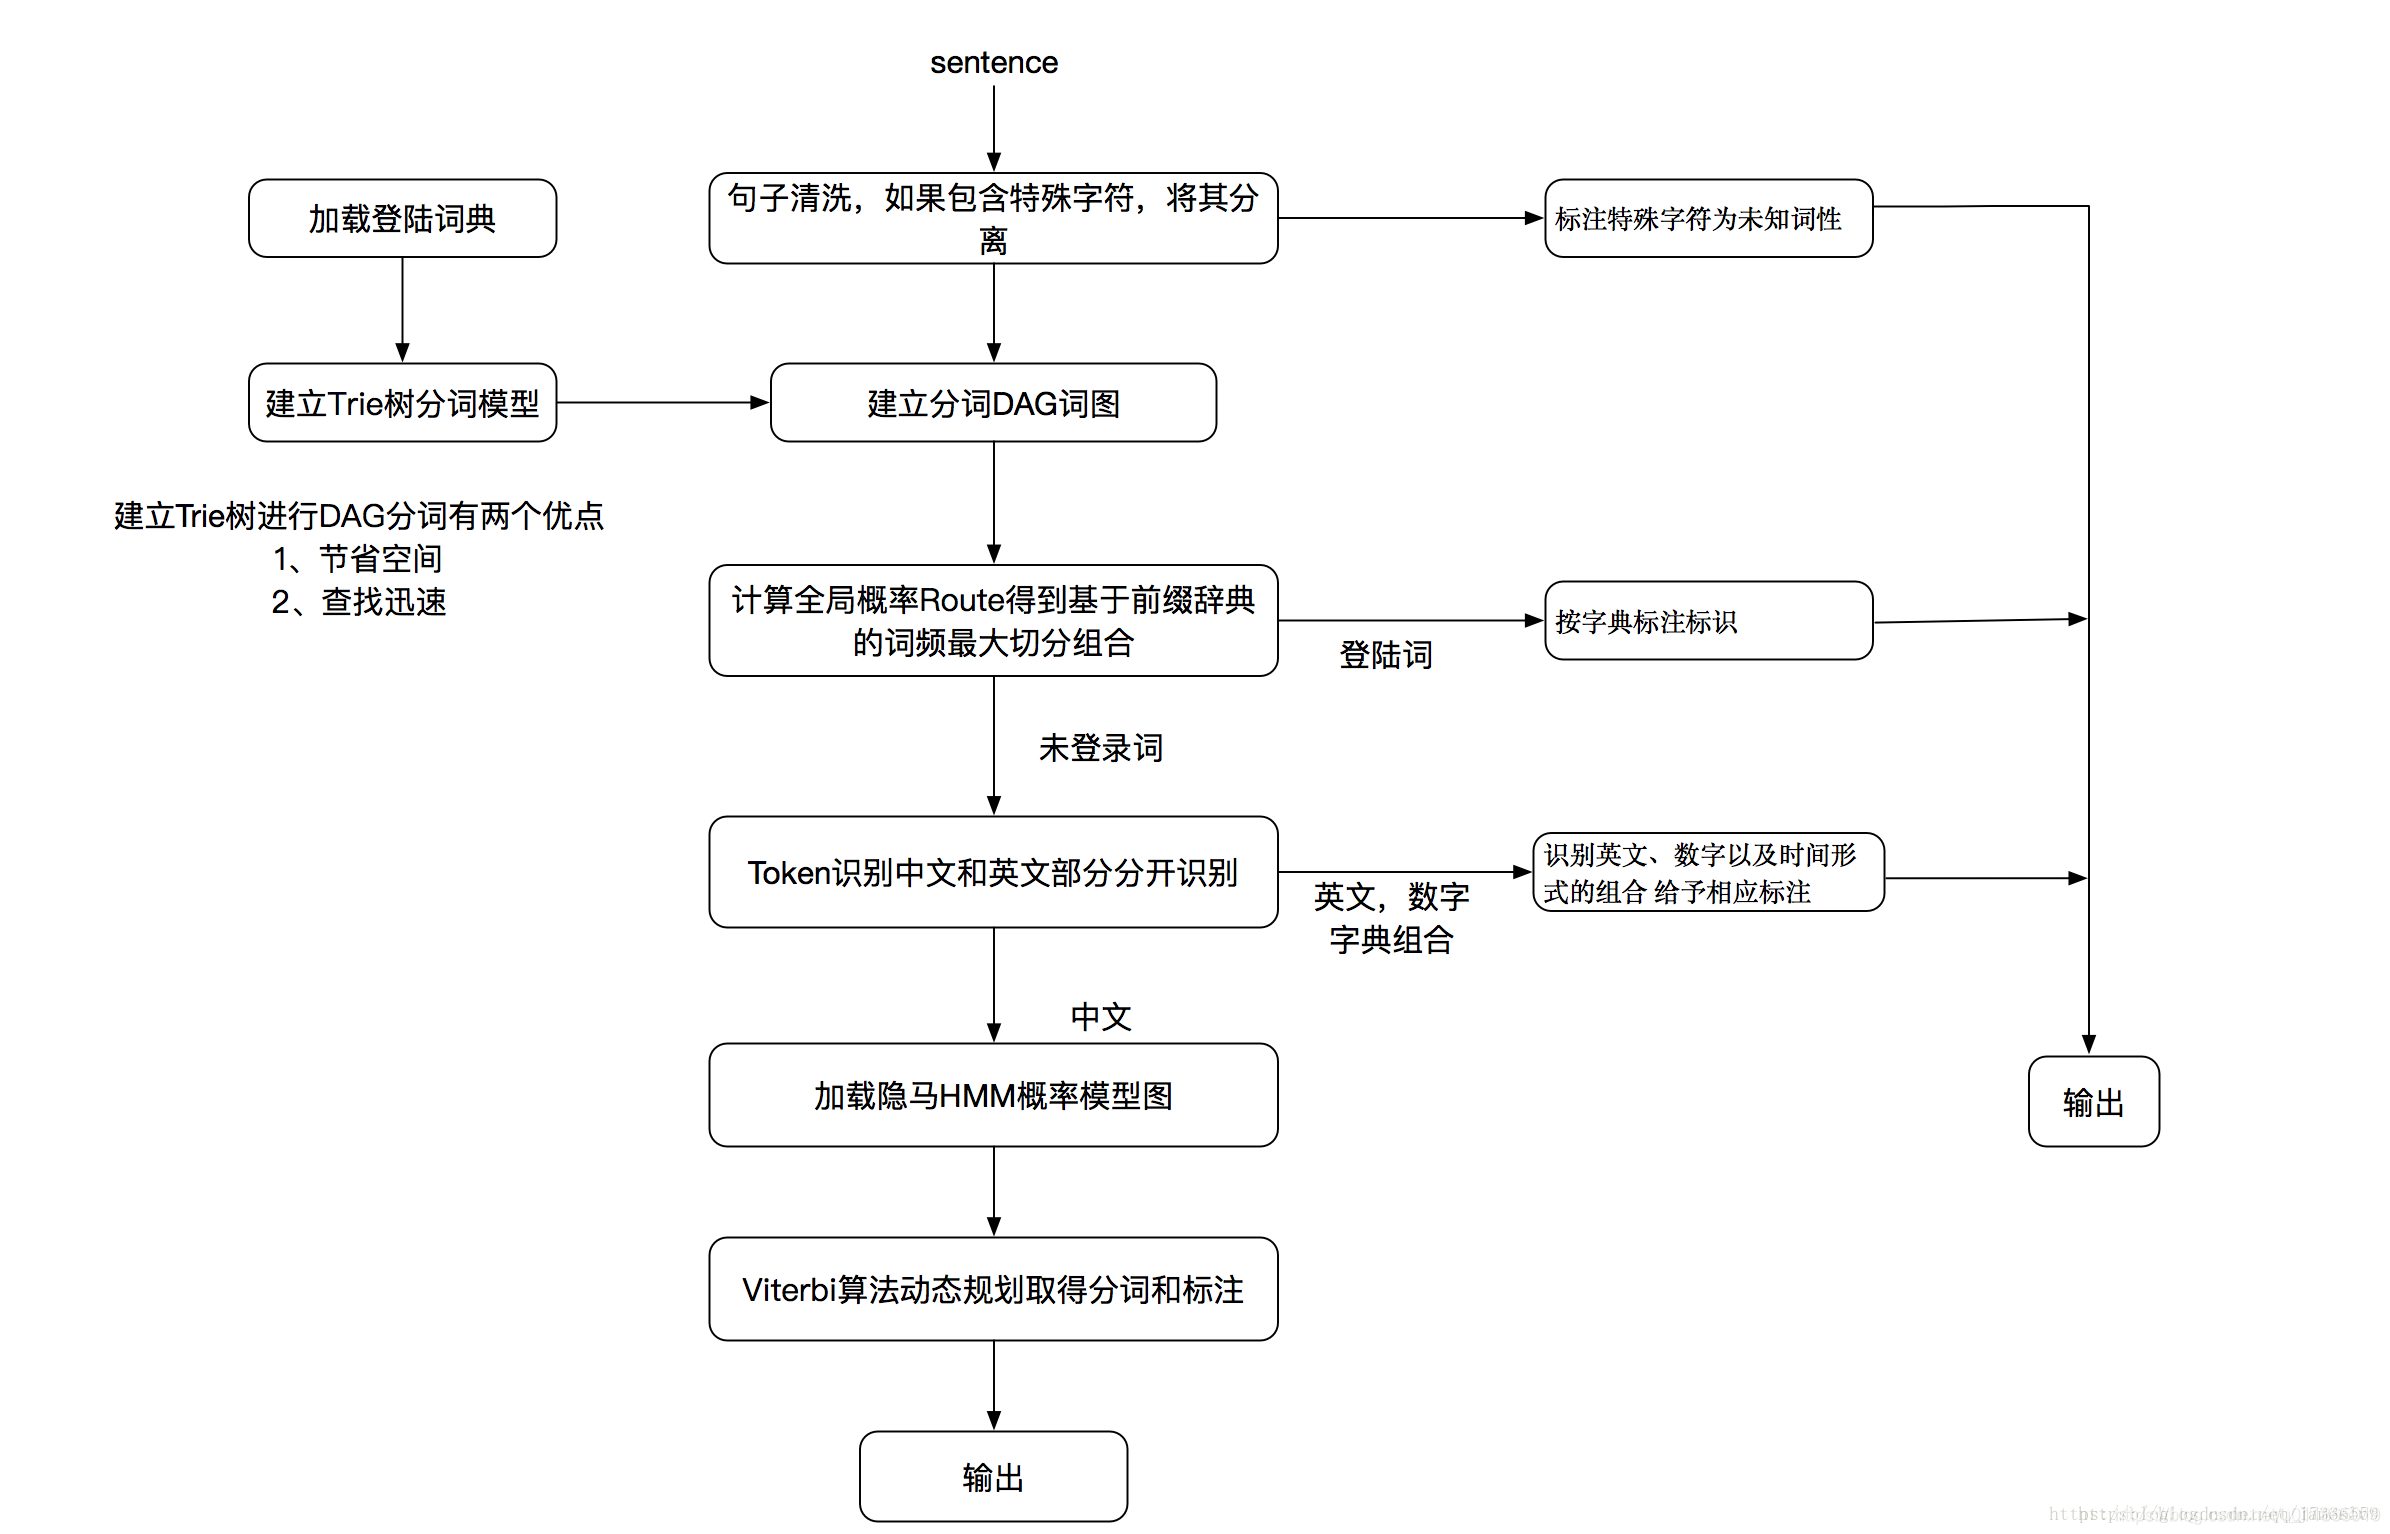 sentence
加载登陆词典
句子清洗，如果包含特殊字符，将其分
离
标注特殊字符为未知词性
建立Trie树分词模型
建立分词DAG词图
建立Trie树进行DAG分词有两个优点
1、节省空间
2、查找迅速
计算全局概率Route得到基于前缀辞典
的词频最大切分组合
登陆词
按字典标注标识
未登录词
Token识别中文和英文部分分开识别
英文，数字
字典组合
识别英文、数字以及时间形
式的组合 给予相应标注
中文
加载隐马HMM概率模型图
输出
Viterbi算法动态规划取得分词和标注
输出